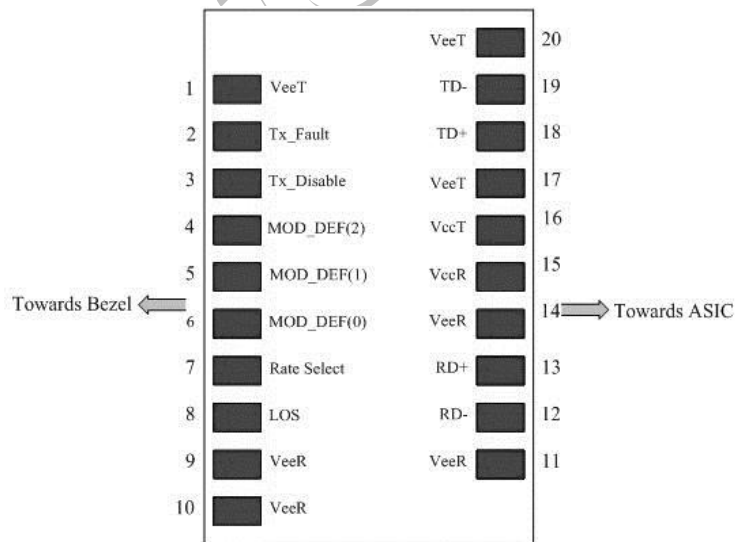 VeeT 20
1 VeeT TD- 19
2 Tx_Fault TD+ 18
3 Tx_Disable VeeT 17
4 MOD_DEF(2) VccT 16
5 MOD_DEF(1) VccR 15
Towards Bezel 6 MOD_DEF(0) VeeR 14 Towards ASIC
7 Rate Select RD+ 13
8 LOS RD- 12
9 VeeR VeeR 11
10 VeeR